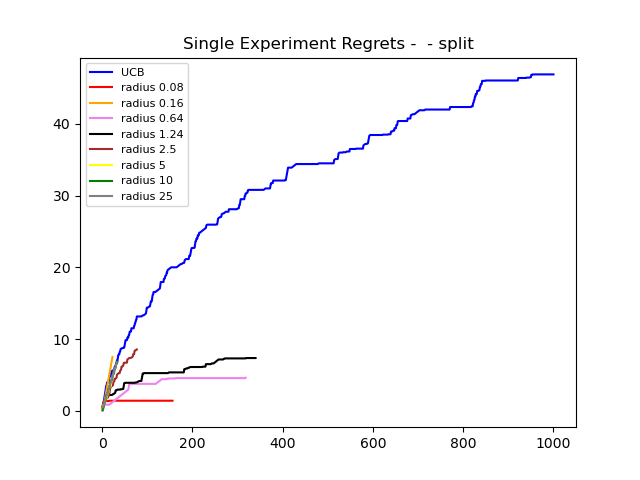 Single Experiment Regrets -  - split
UCB
radius 0.08
radius 0.16
radius 0.64
radius 1.24
radius 2.5
radius 5
radius 10
radius 25
40
30
20
10
0
0 200 400 600 800 1000